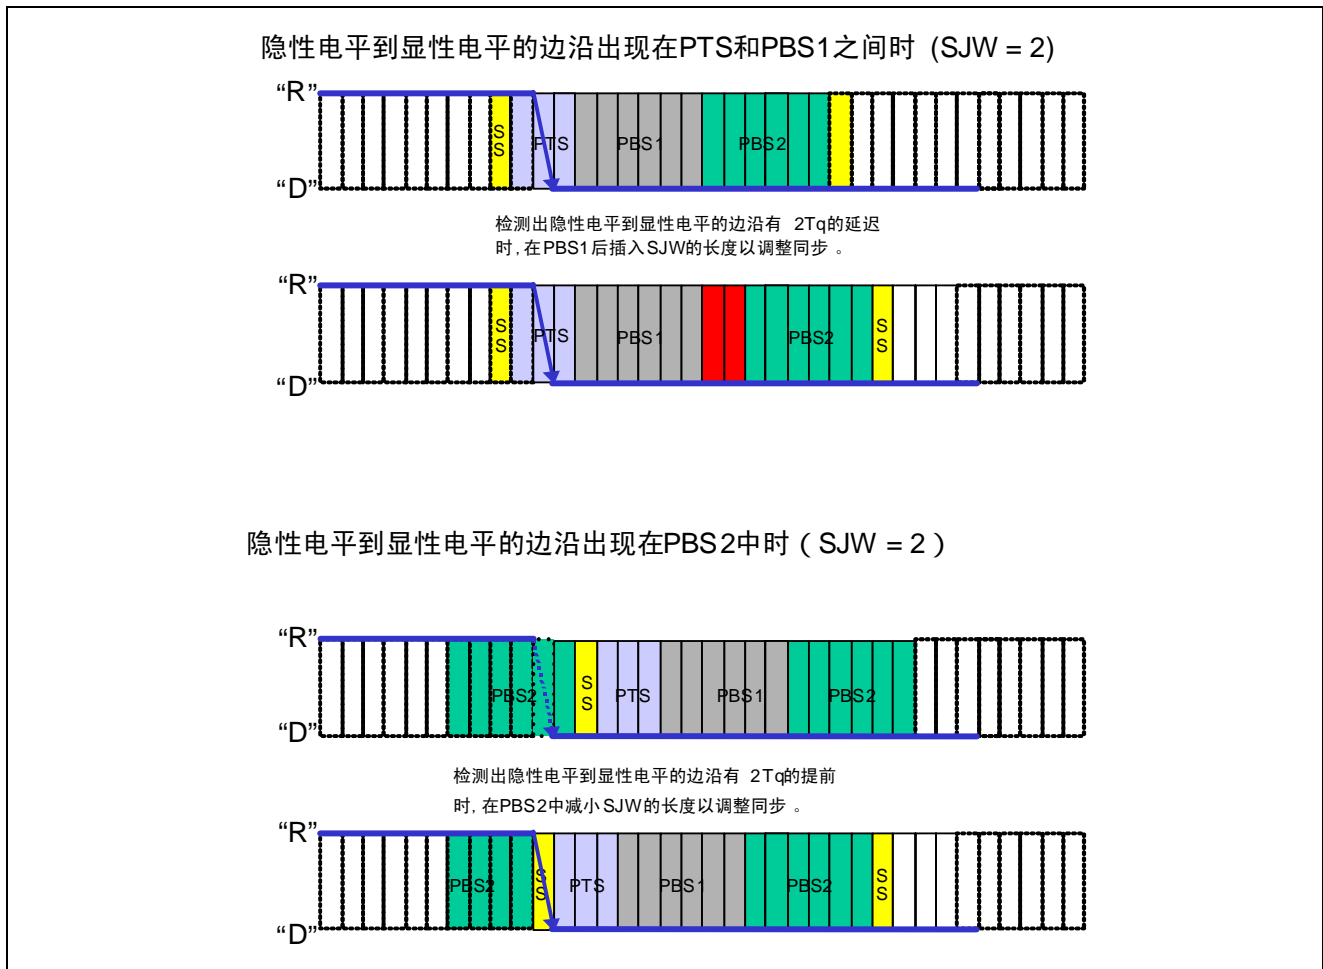 隐性电平到显性电平的边沿出现在PTS和PBS1之间时 (SJW = 2)
“R”
SS PTS PBS1 PBS2
“D”
检测出隐性电平到显性电平的边沿有 2Tq的延迟
时,在PBS1后插入SJW的长度以调整同步 。
“R”
SS PTS PBS1 PBS2 SS
“D”
隐性电平到显性电平的边沿出现在PBS2中时 ( SJW = 2 )
“R”
PBS2 SS PTS PBS1 PBS2
“D”
检测出隐性电平到显性电平的边沿有 2Tq的提前
时,在PBS2中减小SJW的长度以调整同步 。
“R”
PBS2 SS PTS PBS1 PBS2 SS
“D”